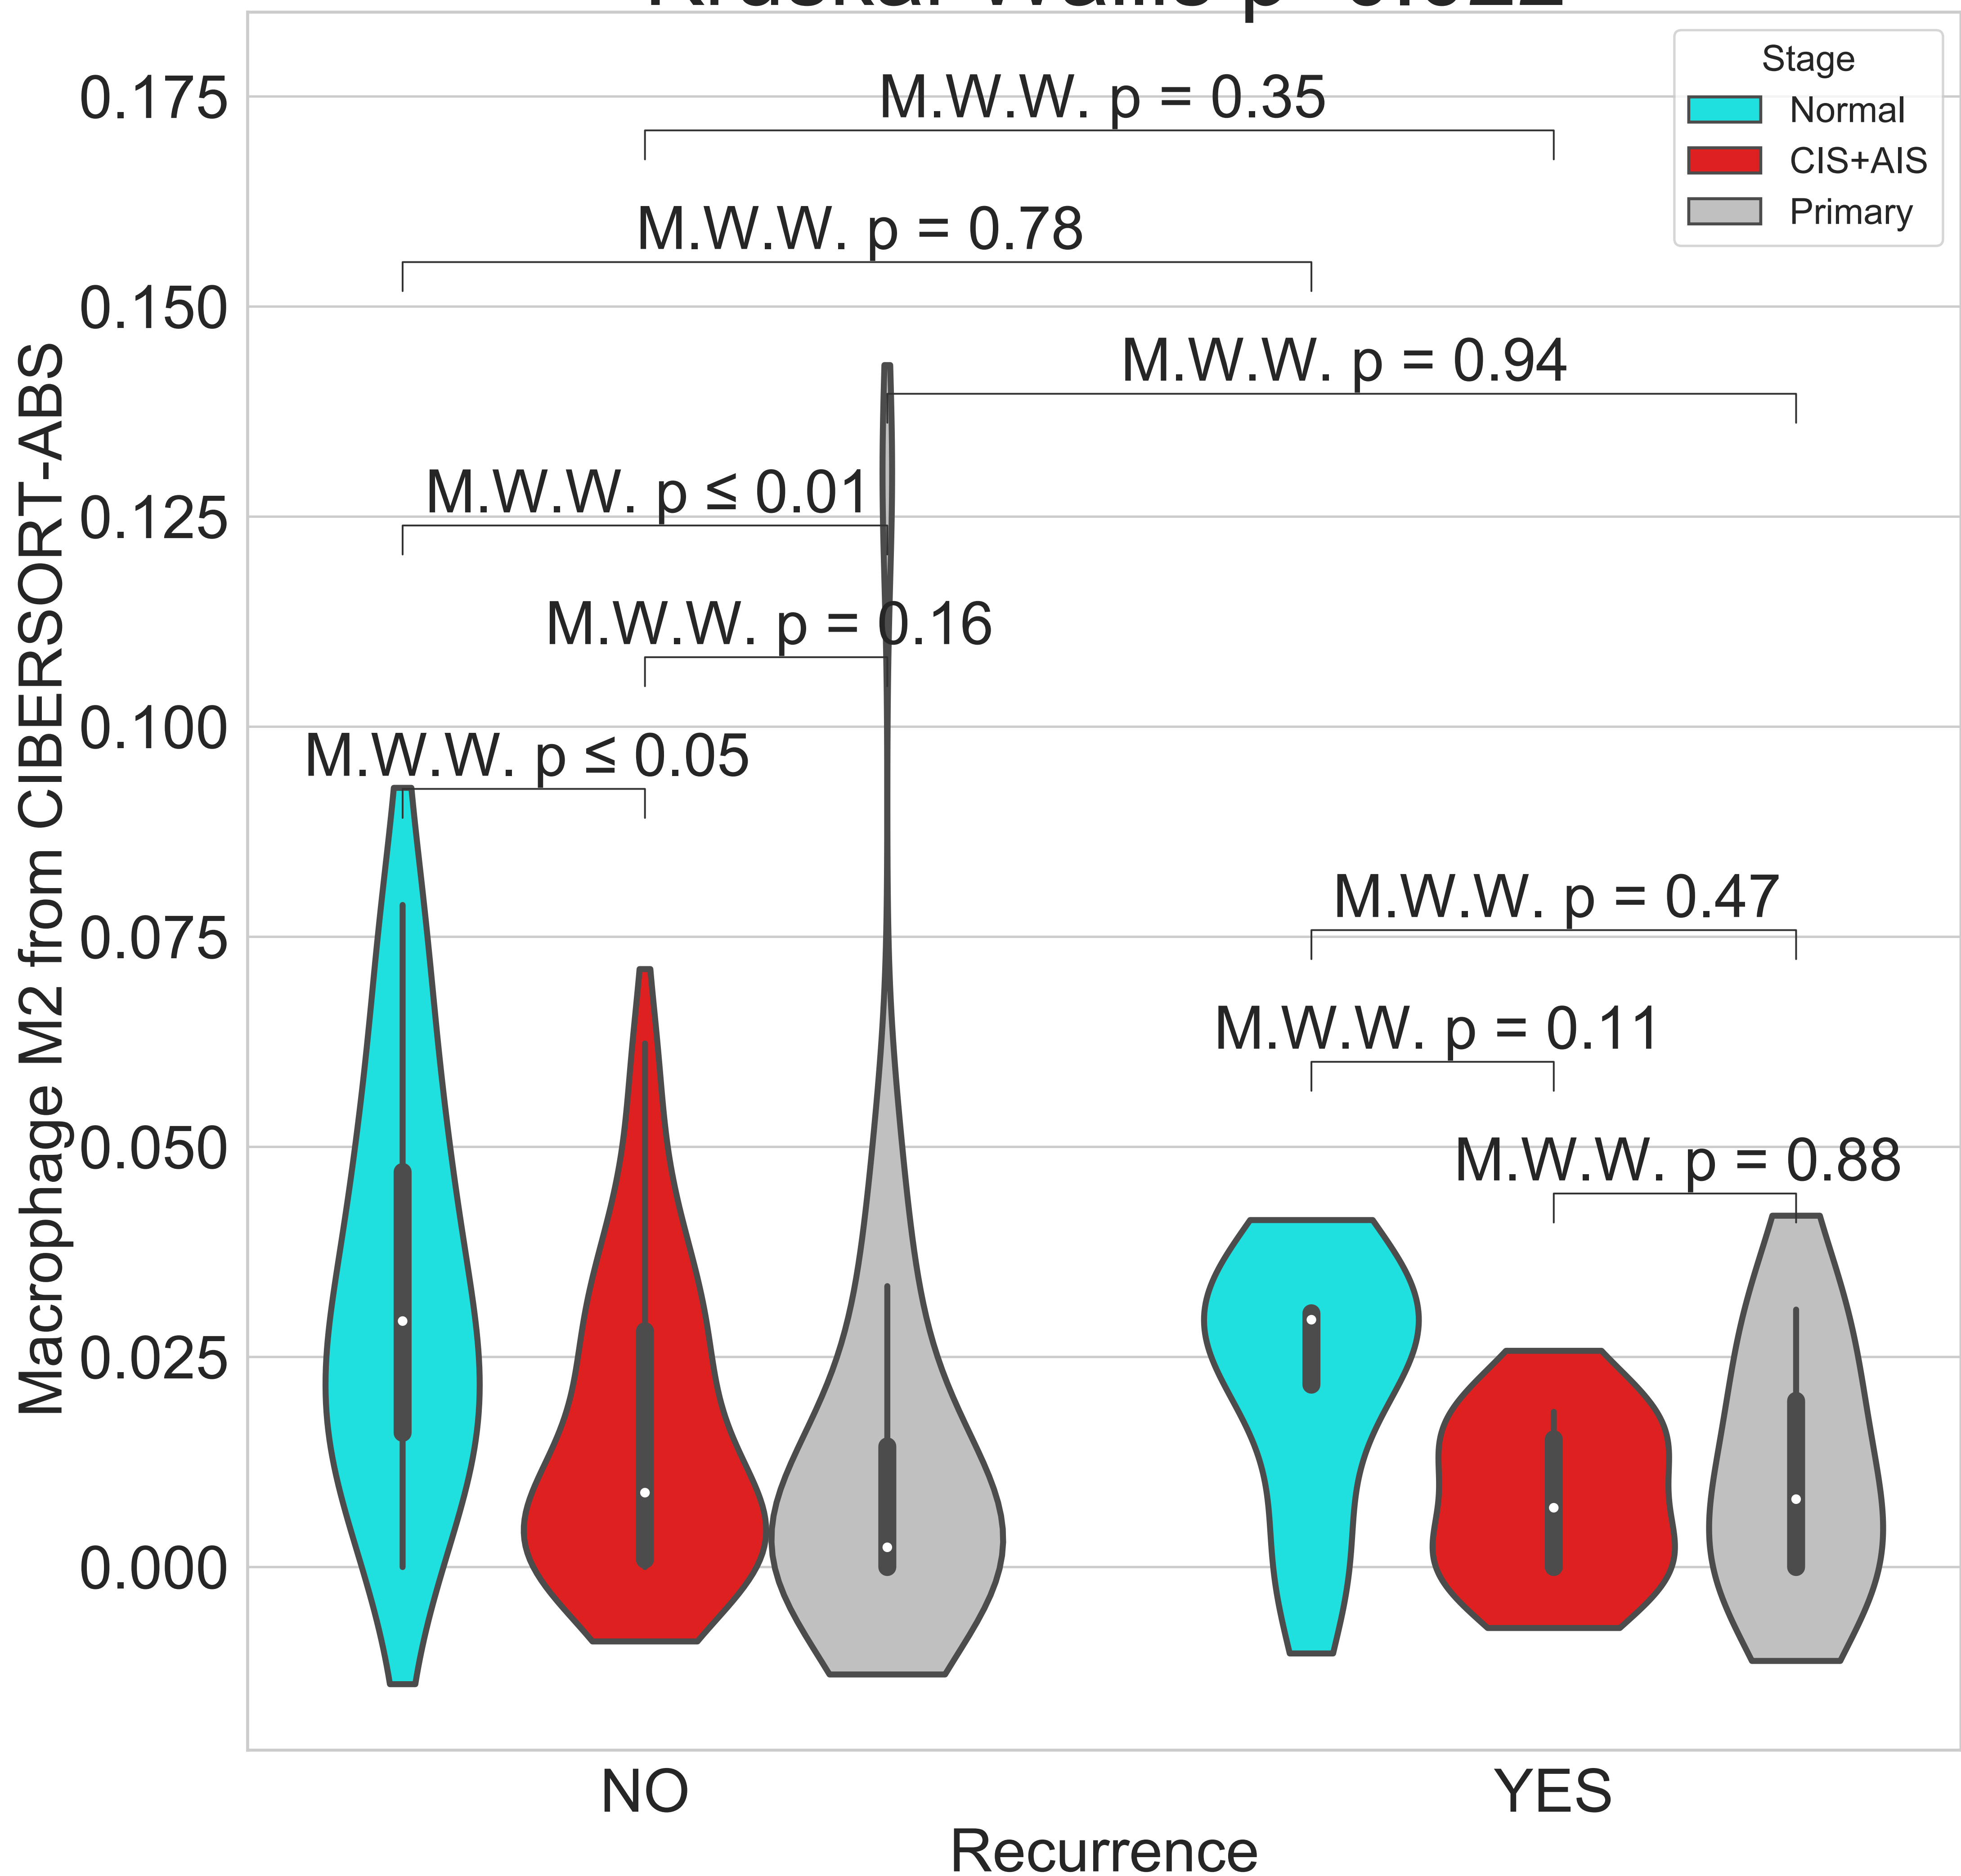 Stage
Normal
CIS+AIS
Primary
0.175
0.150
0.125
0.100
0.075
0.050
0.025
0.000
Macrophage M2 from CIBERSORT-ABS
M.W.W. p = 0.35
M.W.W. p = 0.78
M.W.W. p = 0.94
M.W.W. p ≤ 0.01
M.W.W. p = 0.16
M.W.W. p ≤ 0.05
M.W.W. p = 0.47
M.W.W. p = 0.11
M.W.W. p = 0.88
NO
YES
Recurrence